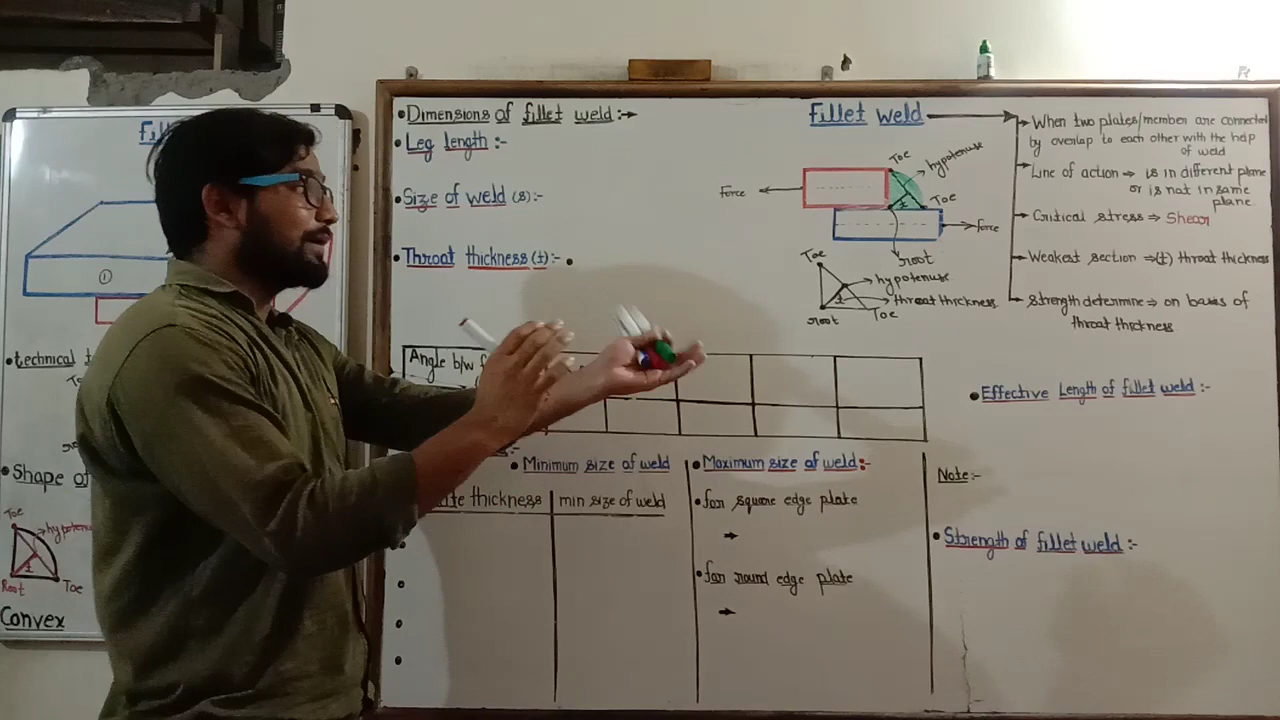 Fil
①
technical
Shape of
Toe
hypotenu
t
Root
Toe
Convex
Dimensions of fillet weld:→
Leg length:-
Size of weld (s):-
Throat thickness(t):-
Angle b/w f
Minimum size of weld
te thickness
min size of weld
Maximum size of weld:-
for square edge plate
→
for round edge plate
→
Fillet weld
Toe
hypotenuse
Force
t
Toe
Force
root
Toe
hypotenuse
t
throat thickness
root
Toe
→ When two plates/member are connected
by overlap to each other with the help
of weld
→ Line of action ⇒ is in different plane
or is not in same
plane.
→ Critical stress ⇒ Shear
→ Weakest section ⇒(t) throat thickness
→ Strength determine ⇒ on basis of
throat thickness
Effective Length of fillet weld:-
Note:-
Strength of fillet weld:-